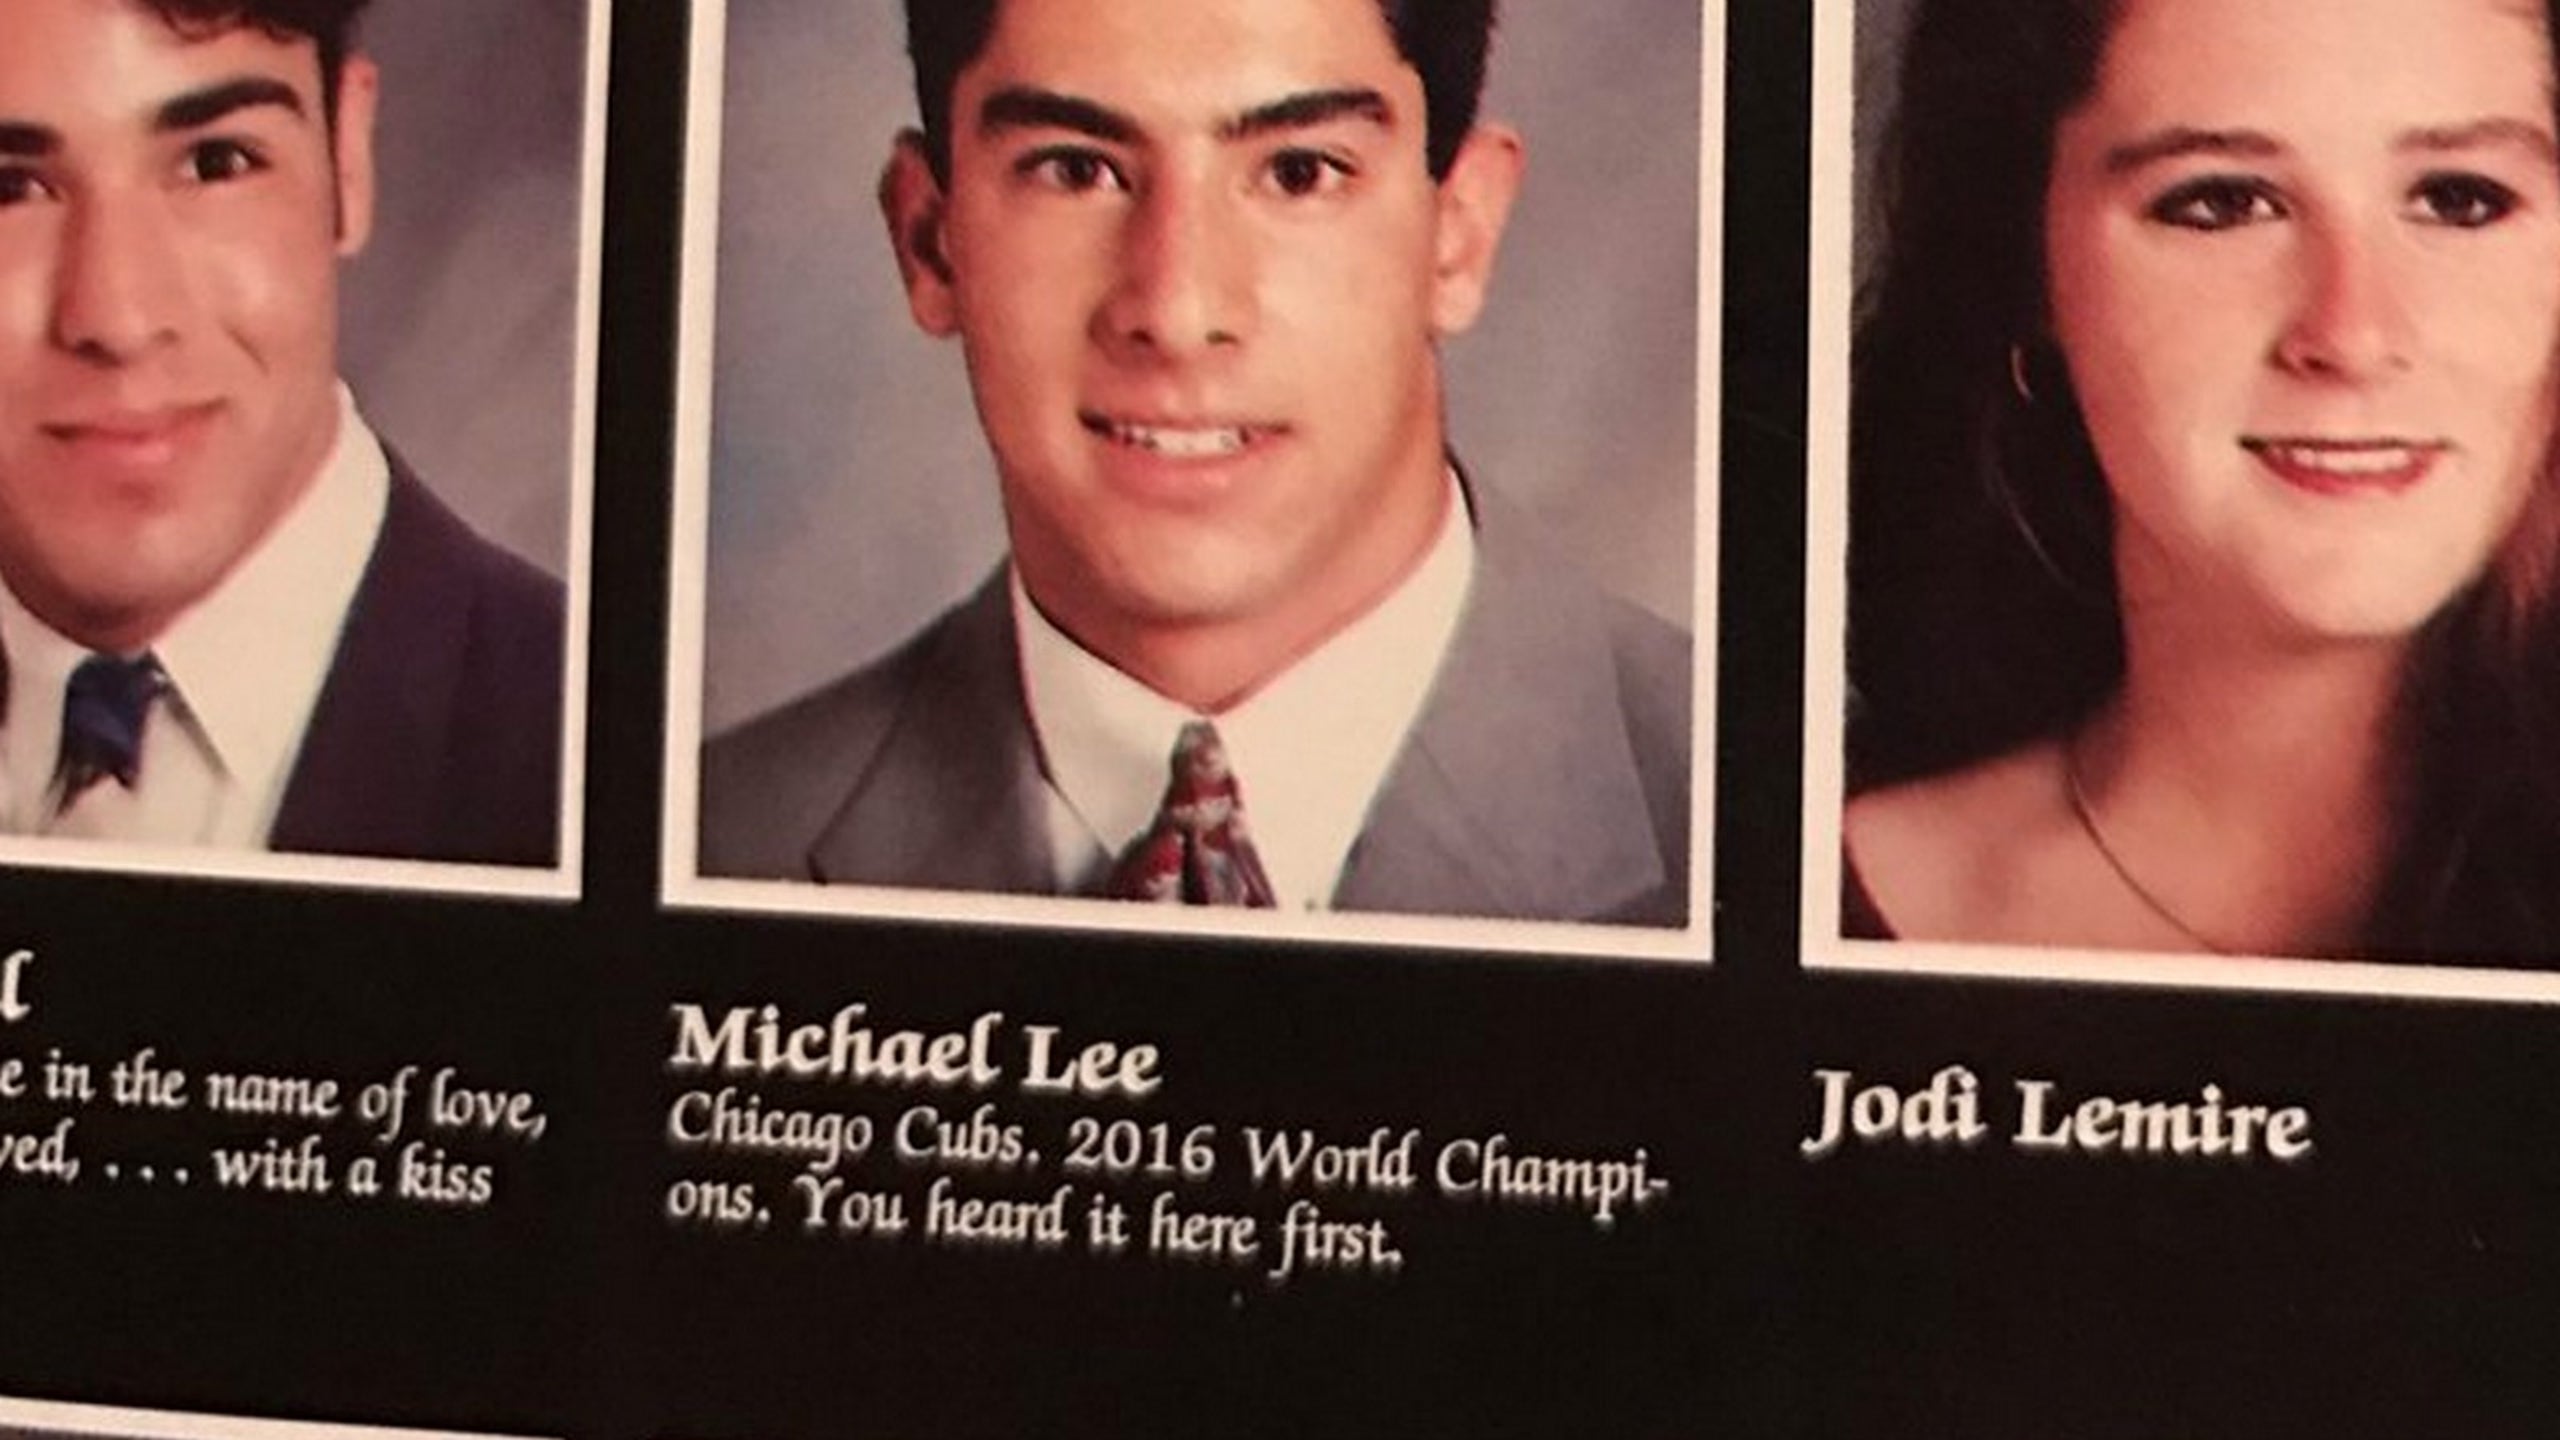 l
e in the name of love,
yed, . . . with a kiss
Michael Lee
Chicago Cubs. 2016 World Champi-
ons. You heard it here first.
Jodi Lemire